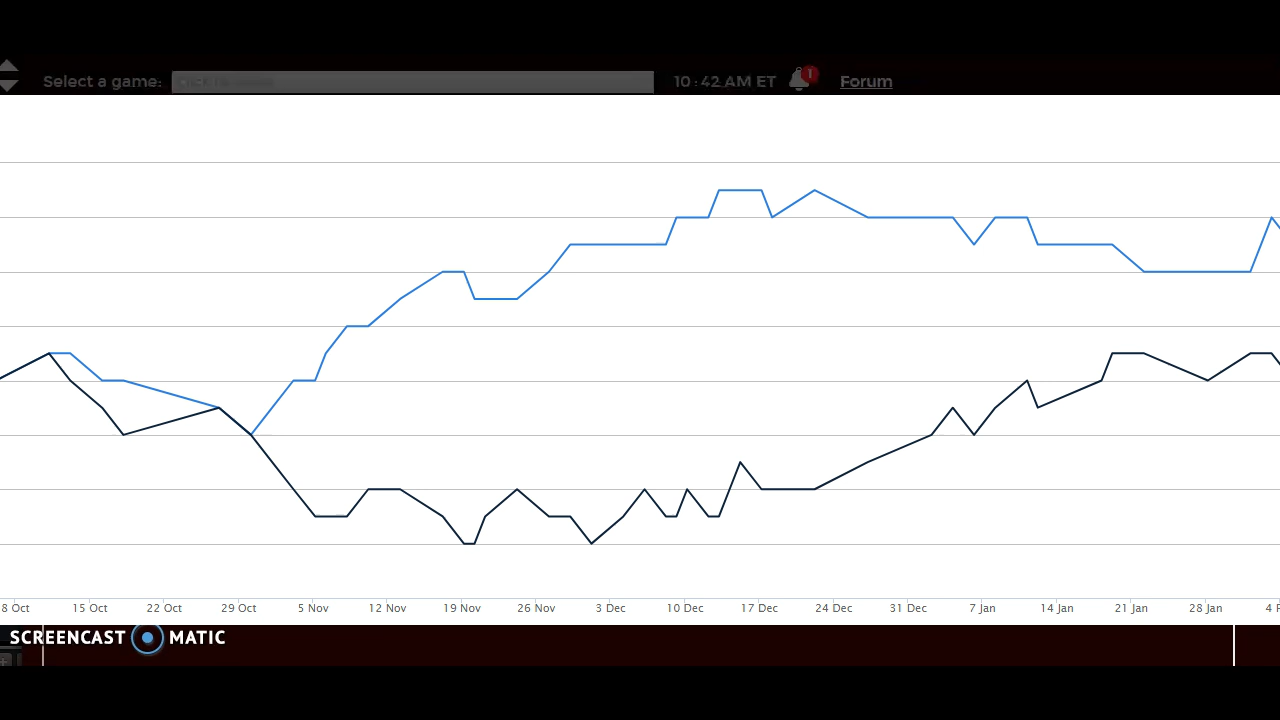 Select a game: 10:42 AM ET 1 Forum
8 Oct 15 Oct 22 Oct 29 Oct 5 Nov 12 Nov 19 Nov 26 Nov 3 Dec 10 Dec 17 Dec 24 Dec 31 Dec 7 Jan 14 Jan 21 Jan 28 Jan 4
SCREENCAST MATIC